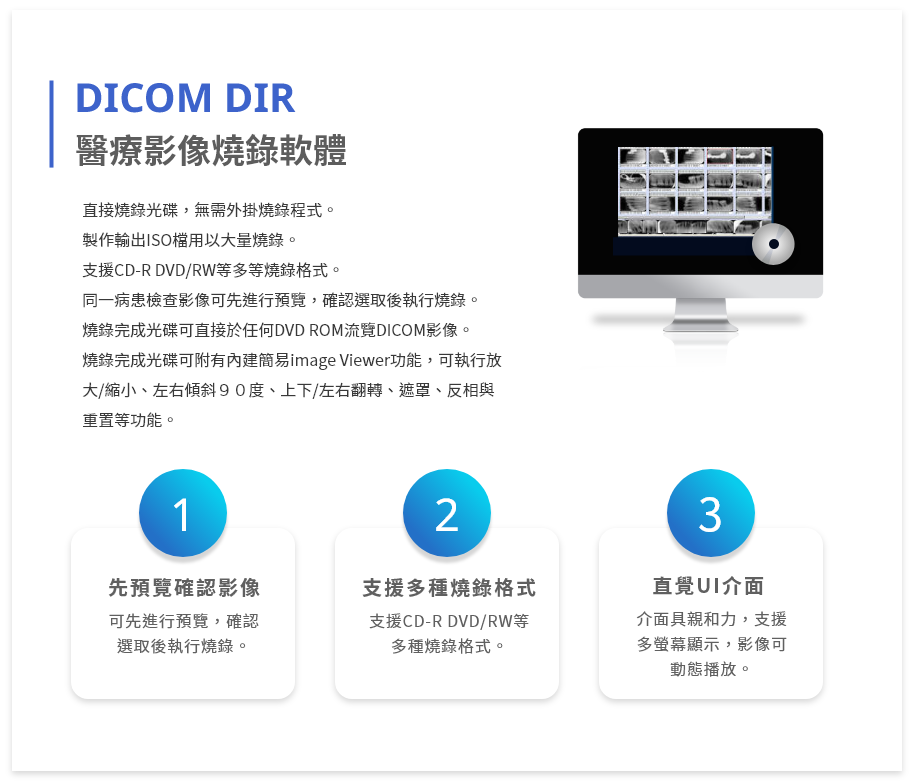 DICOM DIR
醫療影像燒錄軟體
直接燒錄光碟，無需外掛燒錄程式。
製作輸出ISO檔用以大量燒錄。
支援CD-R DVD/RW等多等燒錄格式。
同一病患檢查影像可先進行預覽，確認選取後執行燒錄。
燒錄完成光碟可直接於任何DVD ROM流覽DICOM影像。
燒錄完成光碟可附有內建簡易image Viewer功能，可執行放
大/縮小、左右傾斜９０度、上下/左右翻轉、遮罩、反相與
重置等功能。
1
先預覽確認影像
可先進行預覽，確認
選取後執行燒錄。
2
支援多種燒錄格式
支援CD-R DVD/RW等
多種燒錄格式。
3
直覺UI介面
介面具親和力，支援
多螢幕顯示，影像可
動態播放。